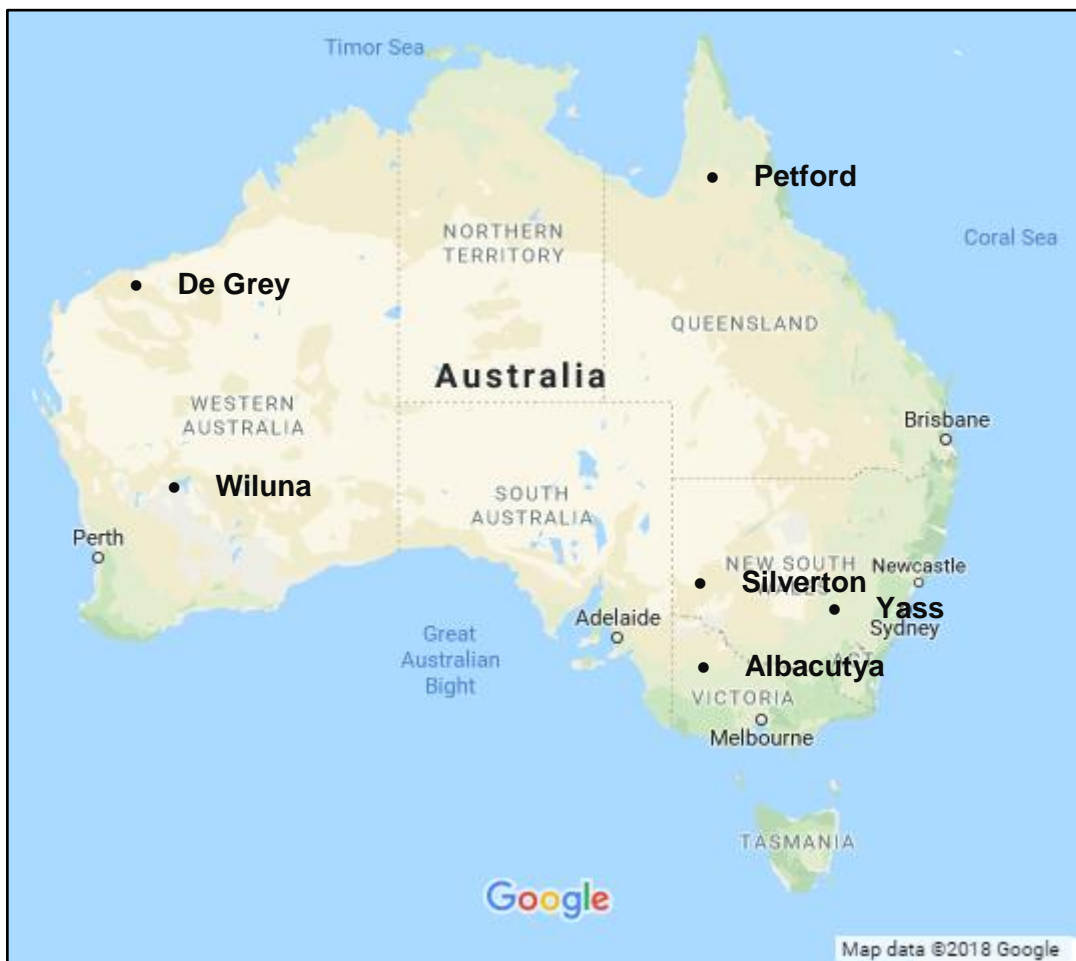 Timor Sea
Petford
NORTHERN
TERRITORY
Coral Sea
De Grey
QUEENSLAND
Australia
WESTERN
AUSTRALIA
Brisbane
Wiluna
SOUTH
AUSTRALIA
Perth
NEW SOUTH
WALES
Newcastle
Silverton
Yass
Adelaide
Sydney
Great
Australian
Bight
ACT
Albacutya
VICTORIA
Melbourne
TASMANIA
Google
Map data ©2018 Google